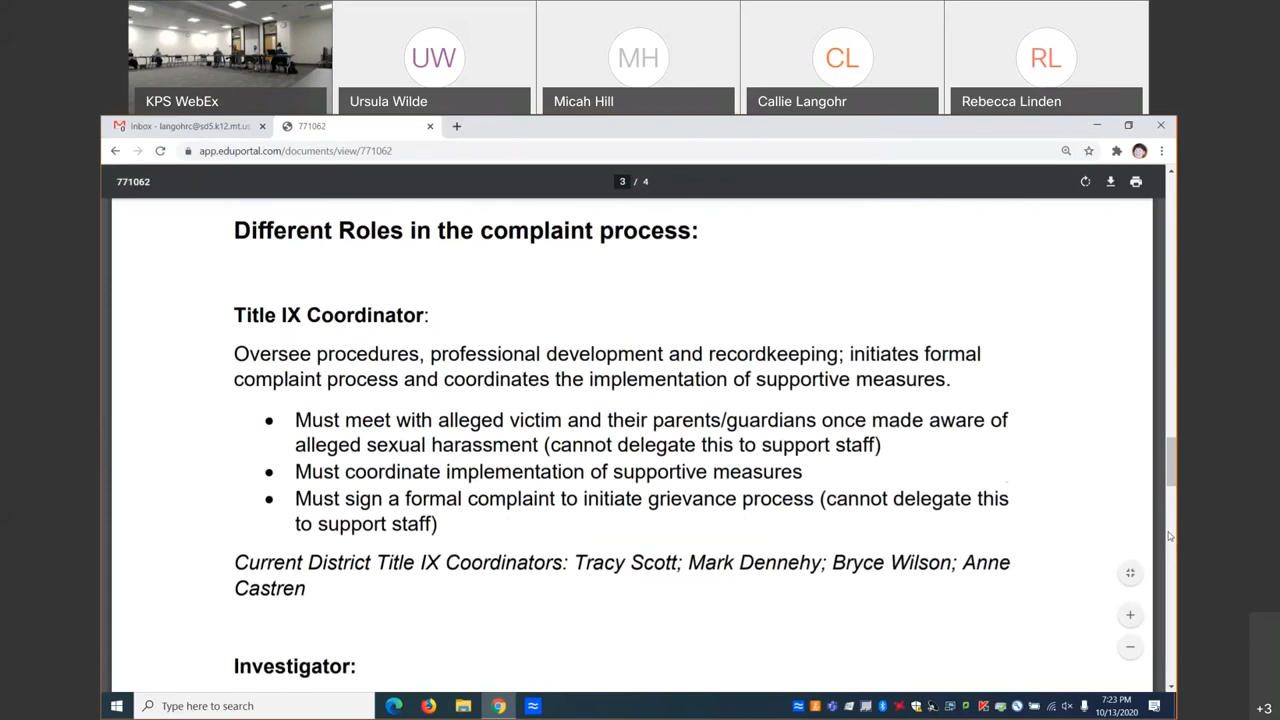 UW
MH
CL
RL
KPS WebEx
Ursula Wilde
Micah Hill
Callie Langohr
Rebecca Linden
Inbox - langohrc@sd5.k12.mt.us
771062
app.eduportal.com/documents/view/771062
771062
3 / 4
Different Roles in the complaint process:
Title IX Coordinator:
Oversee procedures, professional development and recordkeeping; initiates formal
complaint process and coordinates the implementation of supportive measures.
• Must meet with alleged victim and their parents/guardians once made aware of
alleged sexual harassment (cannot delegate this to support staff)
• Must coordinate implementation of supportive measures
• Must sign a formal complaint to initiate grievance process (cannot delegate this
to support staff)
Current District Title IX Coordinators: Tracy Scott; Mark Dennehy; Bryce Wilson; Anne
Castren
Investigator:
Type here to search
7:23 PM
10/13/2020
+3